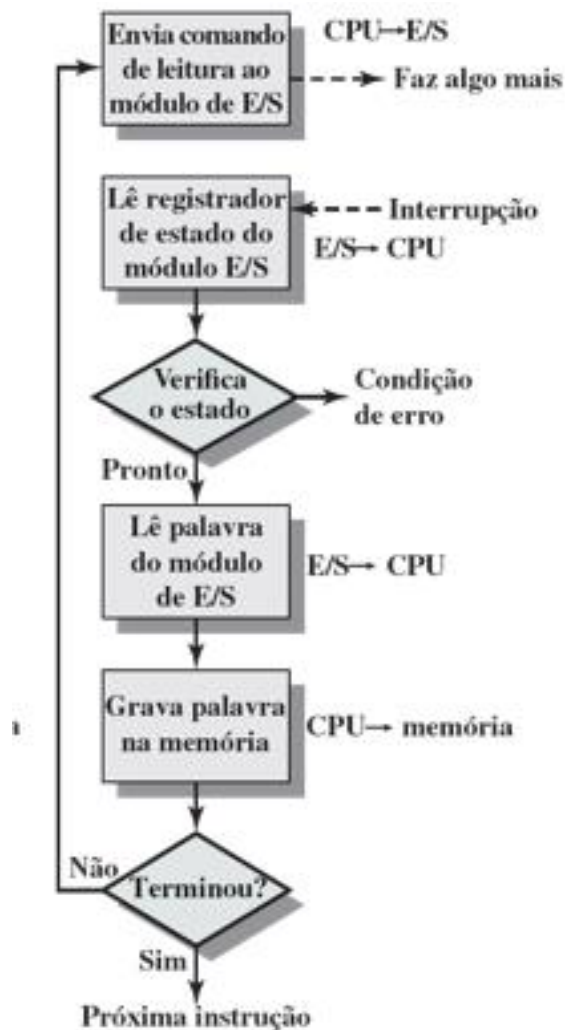 Envia comando
de leitura ao
módulo de E/S
CPU→E/S
Faz algo mais
Lê registrador
de estado do
módulo E/S
Interrupção
E/S→ CPU
Verifica
o estado
Condição
de erro
Pronto
Lê palavra
do módulo
de E/S
E/S→ CPU
Grava palavra
na memória
CPU→ memória
Não
Terminou?
Sim
Próxima instrução